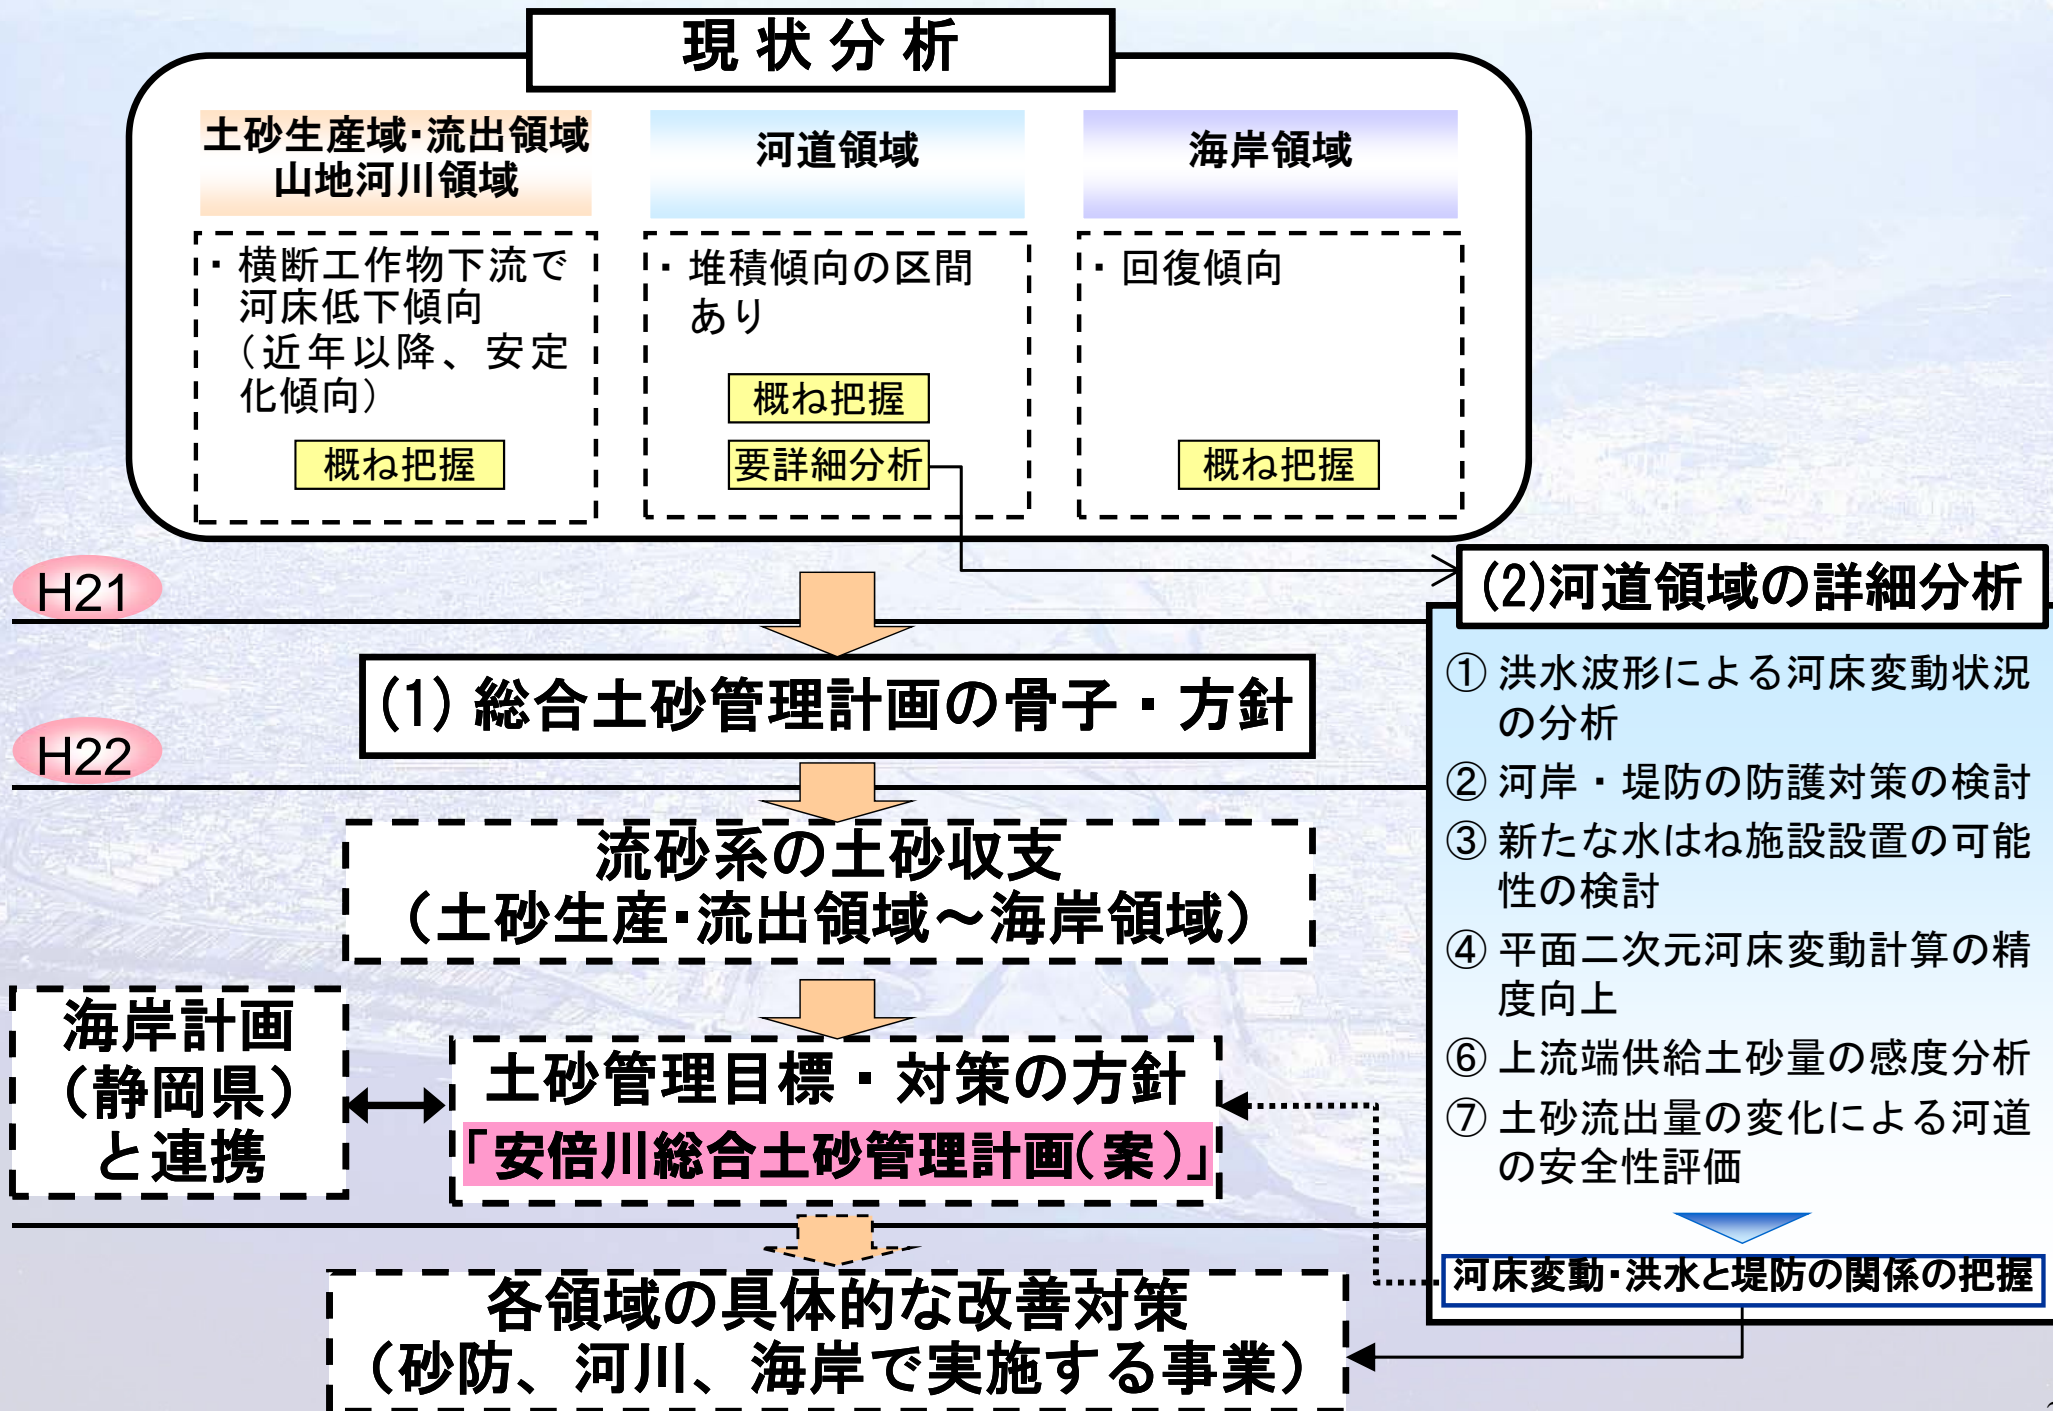 現状分析
土砂生産域・流出領域
山地河川領域
・横断工作物下流で
河床低下傾向
（近年以降、安定
化傾向）
概ね把握
河道領域
・堆積傾向の区間
あり
概ね把握
要詳細分析
海岸領域
・回復傾向
概ね把握
H21
(1) 総合土砂管理計画の骨子・方針
H22
流砂系の土砂収支
（土砂生産・流出領域～海岸領域）
海岸計画
（静岡県）
と連携
土砂管理目標・対策の方針
「安倍川総合土砂管理計画(案)」
各領域の具体的な改善対策
（砂防、河川、海岸で実施する事業）
(2)河道領域の詳細分析
① 洪水波形による河床変動状況
の分析
② 河岸・堤防の防護対策の検討
③ 新たな水はね施設設置の可能
性の検討
④ 平面二次元河床変動計算の精
度向上
⑥ 上流端供給土砂量の感度分析
⑦ 土砂流出量の変化による河道
の安全性評価
河床変動・洪水と堤防の関係の把握